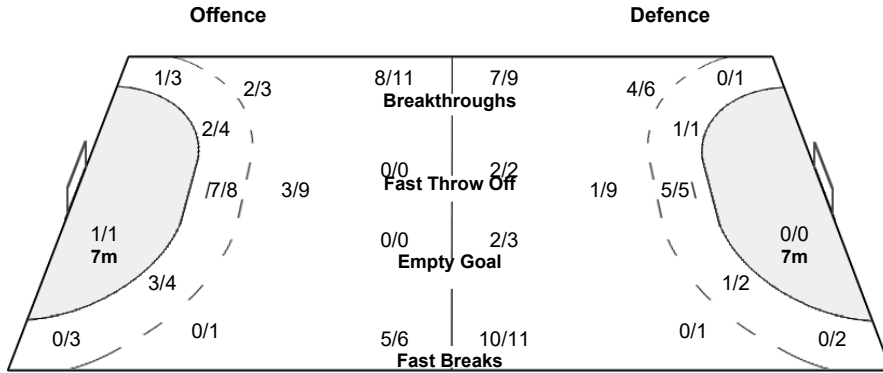 Offence Defence
1/3 2/3 8/11 7/9 4/6 0/1
Breakthroughs
2/4 1/1
0/0 2/2
Fast Throw Off
7/8 3/9 1/9 5/5
1/1 0/0 2/3 0/0
7m Empty Goal 7m
3/4 1/2
0/3 0/1 5/6 10/11 0/1 0/2
Fast Breaks